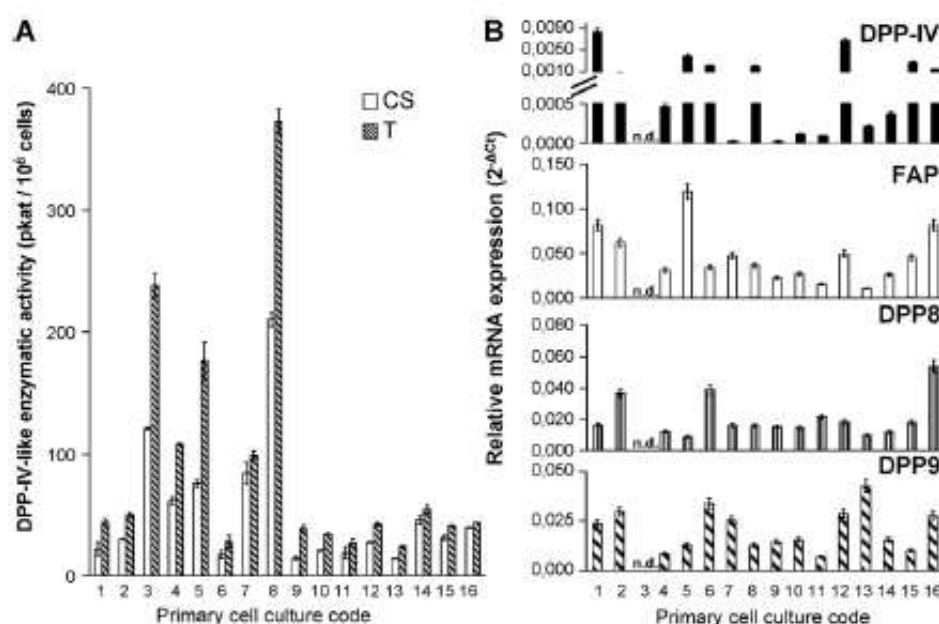 A
DPP-IV-like enzymatic activity (pkat / 10⁶ cells)
400
300
200
100
0
CS
T
1 2 3 4 5 6 7 8 9 10 11 12 13 14 15 16
Primary cell culture code
B
Relative mRNA expression (2^-ΔCt)
DPP-IV
0,0090
0,0050
0,0010
0,0005
0,0000
n.d.
FAP
0,150
0,100
0,050
0,000
n.d.
DPP8
0,080
0,060
0,040
0,020
0,000
n.d.
DPP9
0,050
0,025
0,000
n.d.
1 2 3 4 5 6 7 8 9 10 11 12 13 14 15 16
Primary cell culture code